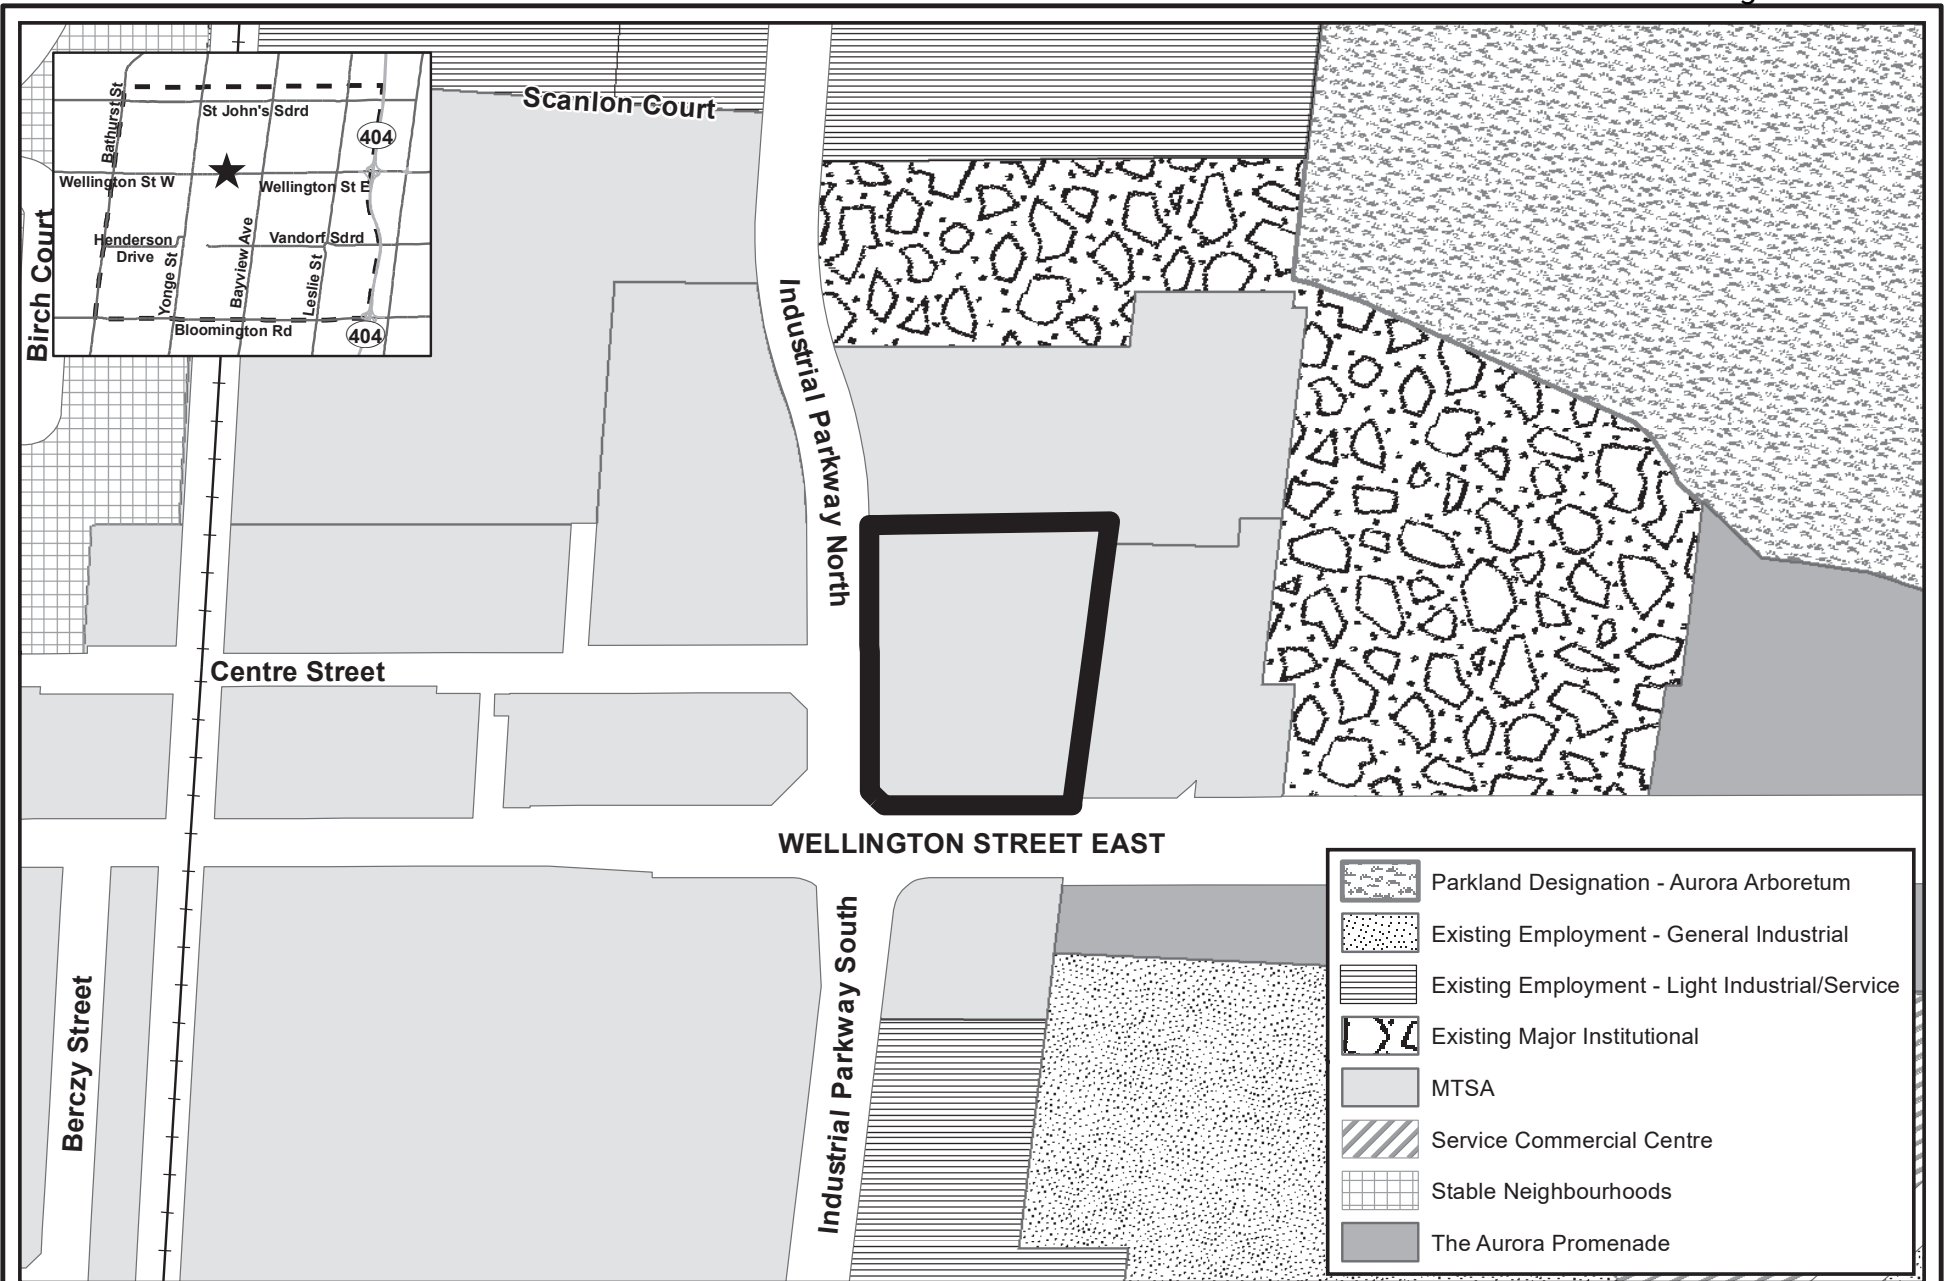 Scanlon Court
Bathurst St
St John's Sdrd
404
Wellington St W
Wellington St E
Henderson
Drive
Vandorf Sdrd
Yonge St
Bayview Ave
Leslie St
Bloomington Rd
404
Birch Court
Industrial Parkway North
Centre Street
WELLINGTON STREET EAST
Berczy Street
Industrial Parkway South
Parkland Designation - Aurora Arboretum
Existing Employment - General Industrial
Existing Employment - Light Industrial/Service
Existing Major Institutional
MTSA
Service Commercial Centre
Stable Neighbourhoods
The Aurora Promenade